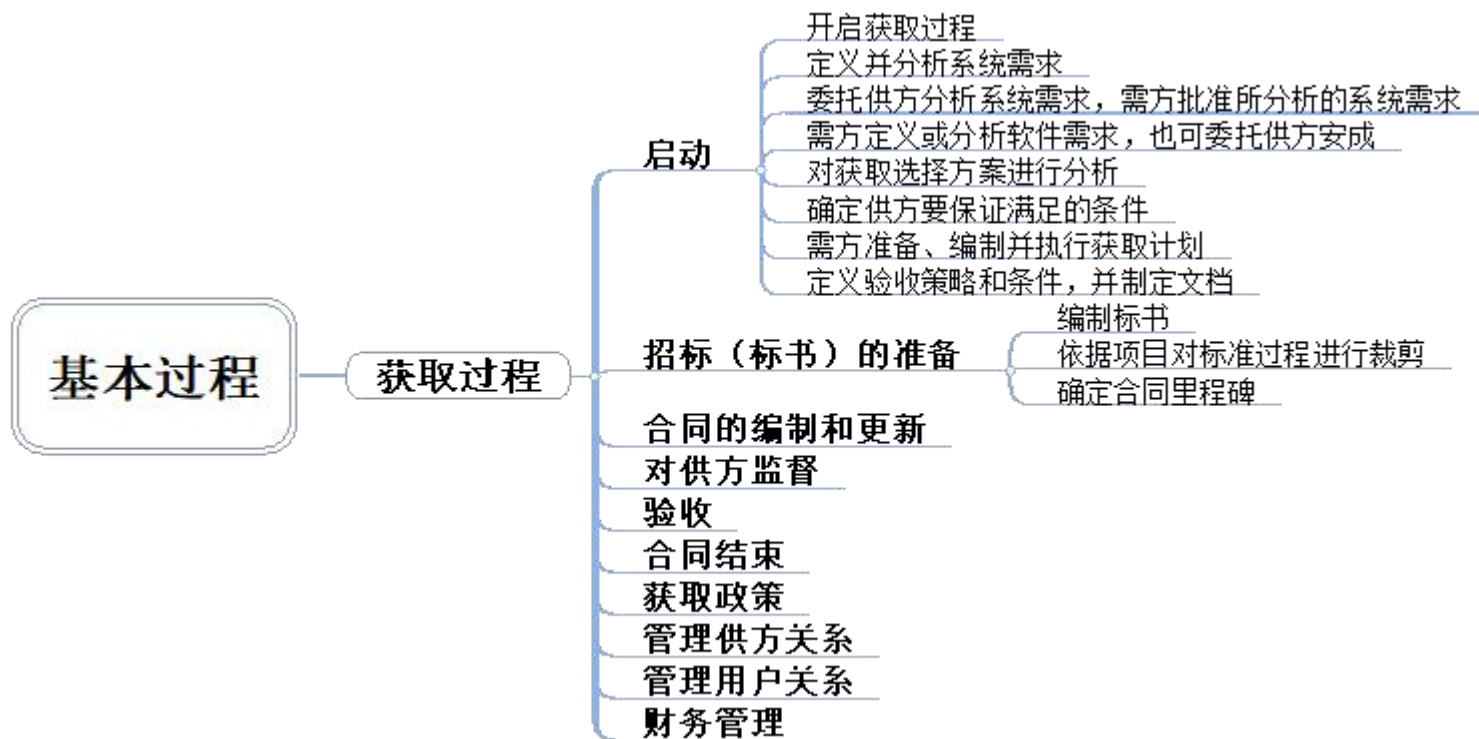 基本过程
获取过程
启动
开启获取过程
定义并分析系统需求
委托供方分析系统需求，需方批准所分析的系统需求
需方定义或分析软件需求，也可委托供方安成
对获取选择方案进行分析
确定供方要保证满足的条件
需方准备、编制并执行获取计划
定义验收策略和条件，并制定文档
招标（标书）的准备
编制标书
依据项目对标准过程进行裁剪
确定合同里程碑
合同的编制和更新
对供方监督
验收
合同结束
获取政策
管理供方关系
管理用户关系
财务管理